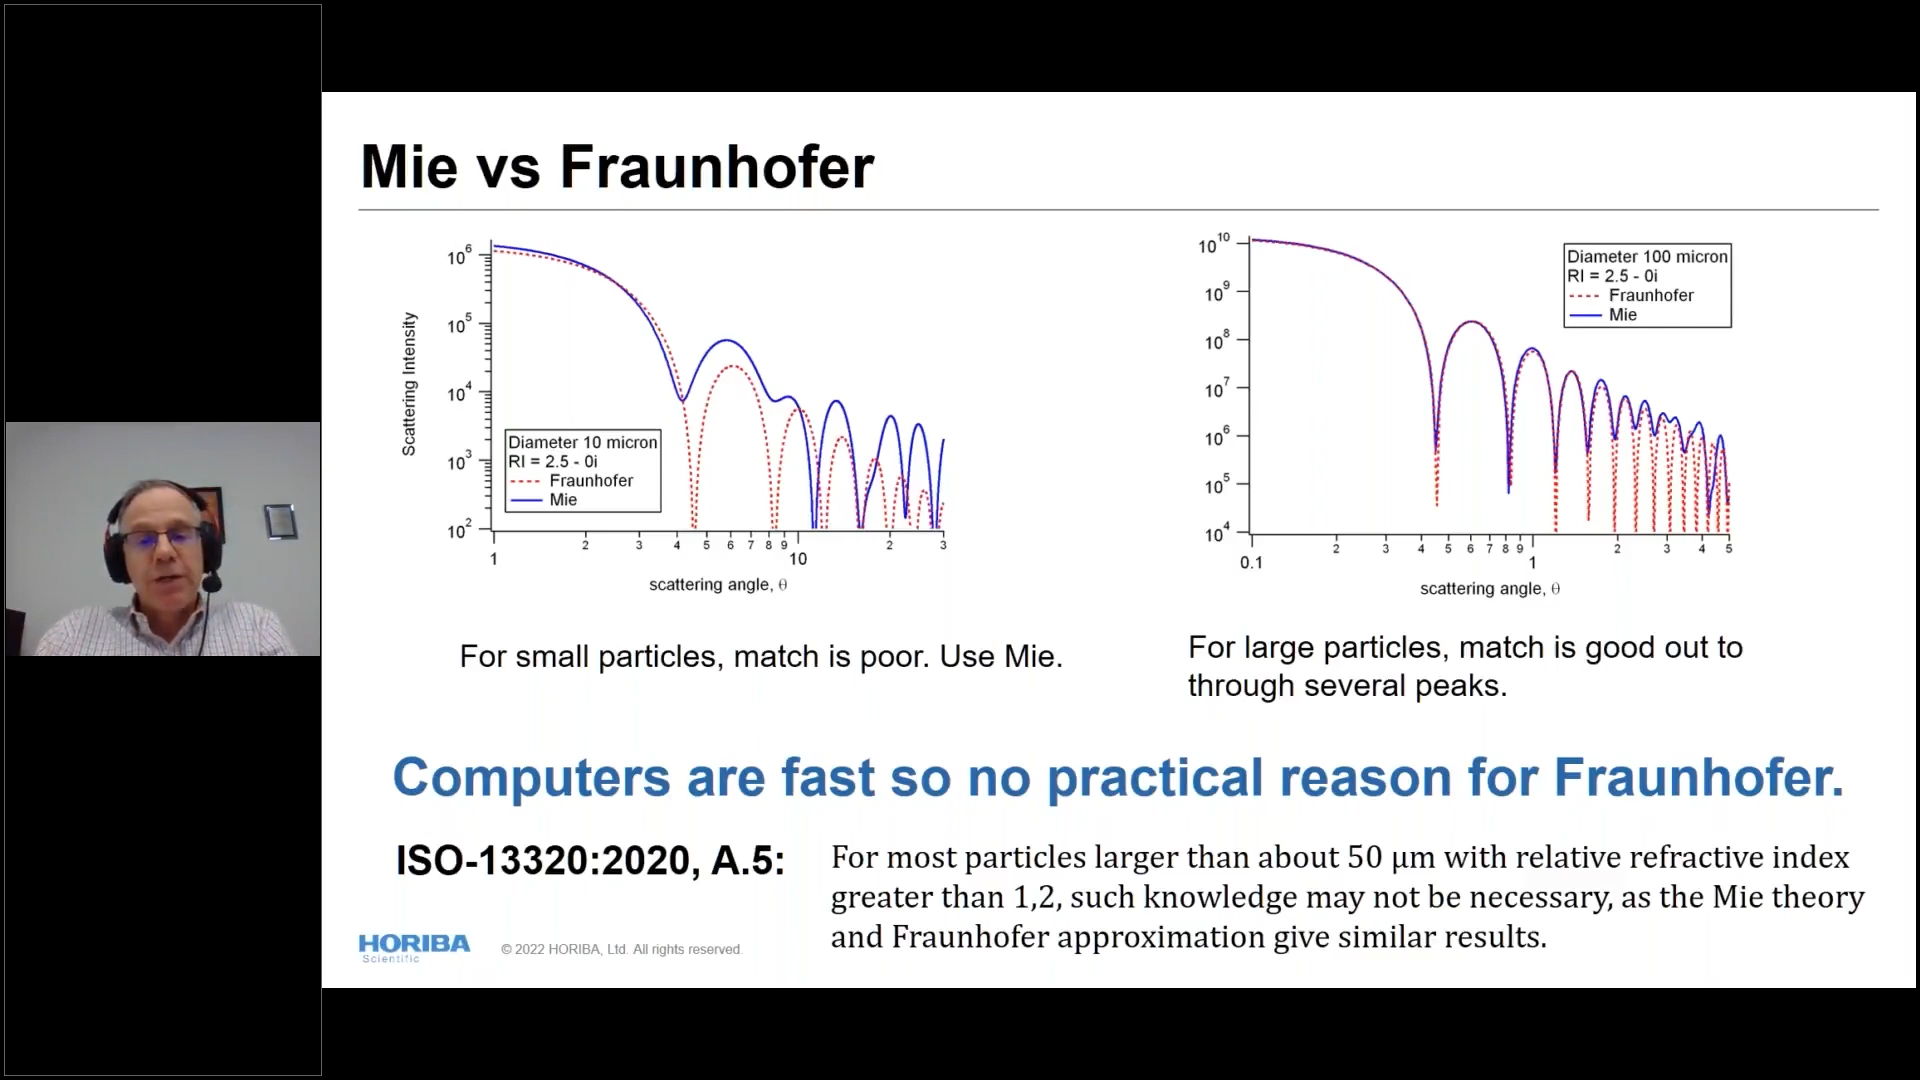 Mie vs Fraunhofer
10^6
10^5
10^4
10^3
10^2
Scattering Intensity
Diameter 10 micron
RI = 2.5 - 0i
Fraunhofer
Mie
1 2 3 4 5 6 7 8 9 10 2 3
scattering angle, θ
10^10
10^9
10^8
10^7
10^6
10^5
10^4
Diameter 100 micron
RI = 2.5 - 0i
Fraunhofer
Mie
0.1 2 3 4 5 6 7 8 9 1 2 3 4 5
scattering angle, θ
For small particles, match is poor. Use Mie.
For large particles, match is good out to
through several peaks.
Computers are fast so no practical reason for Fraunhofer.
ISO-13320:2020, A.5:
For most particles larger than about 50 µm with relative refractive index
greater than 1,2, such knowledge may not be necessary, as the Mie theory
and Fraunhofer approximation give similar results.
HORIBA
Scientific
© 2022 HORIBA, Ltd. All rights reserved.